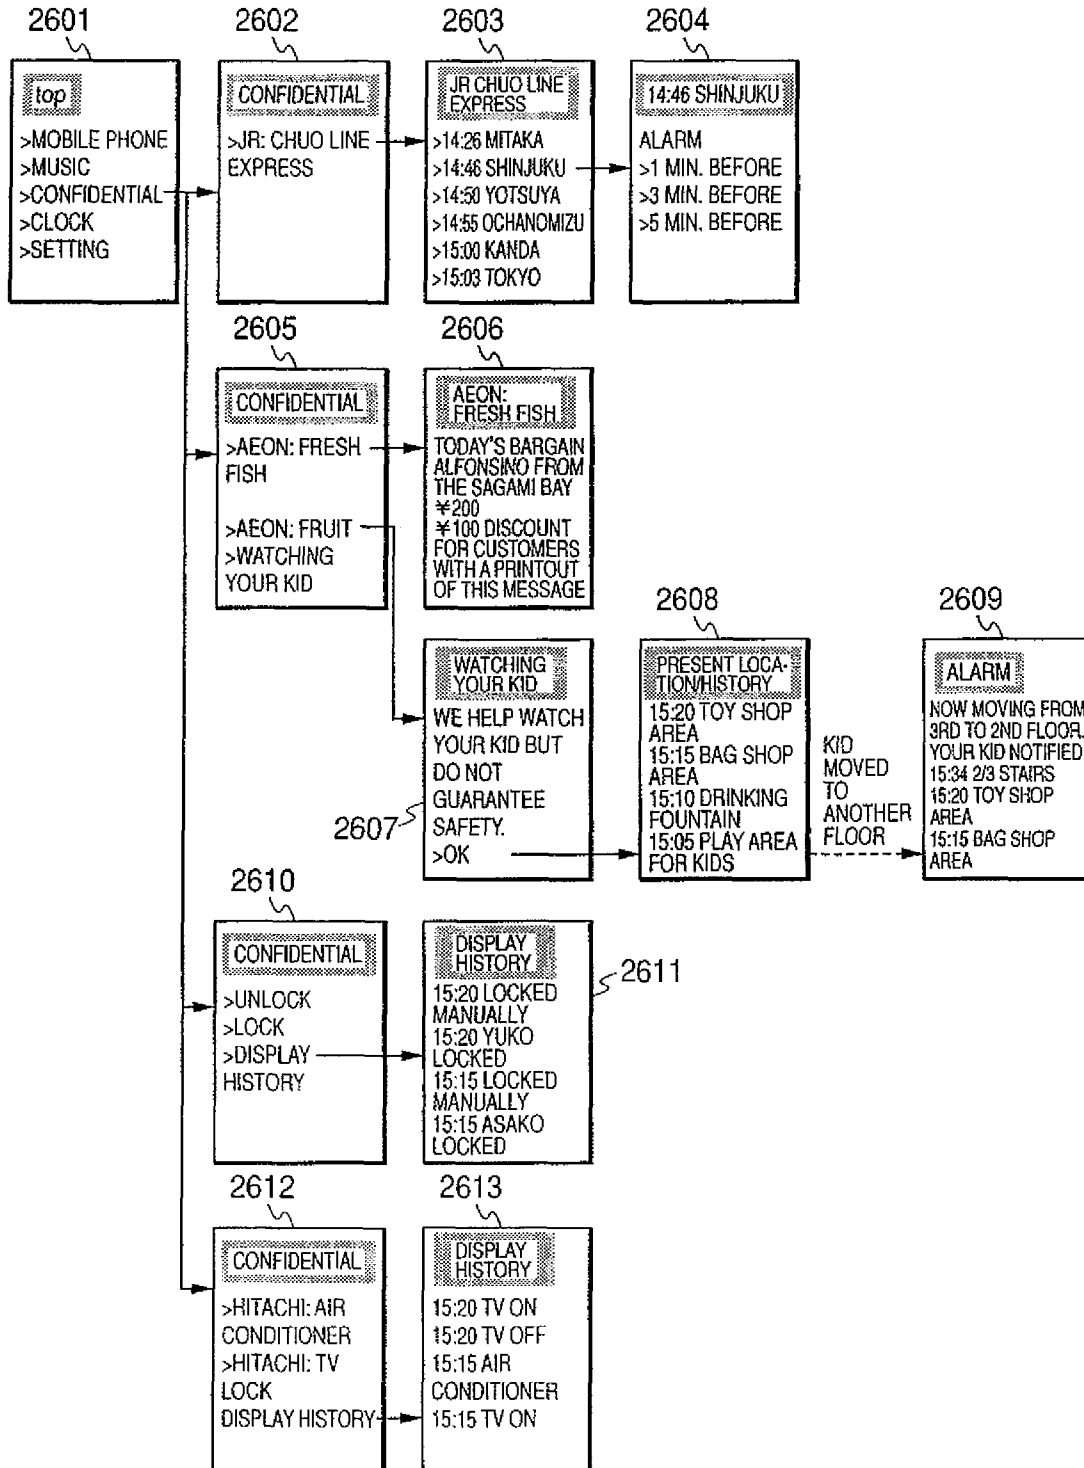 2601
top
>MOBILE PHONE
>MUSIC
>CONFIDENTIAL
>CLOCK
>SETTING
2602
CONFIDENTIAL
>JR: CHUO LINE
EXPRESS
2603
JR CHUO LINE
EXPRESS
>14:26 MITAKA
>14:46 SHINJUKU
>14:50 YOTSUYA
>14:55 OCHANOMIZU
>15:00 KANDA
>15:03 TOKYO
2604
14:46 SHINJUKU
ALARM
>1 MIN. BEFORE
>3 MIN. BEFORE
>5 MIN. BEFORE
2605
CONFIDENTIAL
>AEON: FRESH
FISH
>AEON: FRUIT
>WATCHING
YOUR KID
2606
AEON:
FRESH FISH
TODAY'S BARGAIN
ALFONSINO FROM
THE SAGAMI BAY
¥200
¥100 DISCOUNT
FOR CUSTOMERS
WITH A PRINTOUT
OF THIS MESSAGE
WATCHING
YOUR KID
WE HELP WATCH
YOUR KID BUT
DO NOT
GUARANTEE
SAFETY.
>OK
2607
2608
PRESENT LOCA-
TION/HISTORY
15:20 TOY SHOP
AREA
15:15 BAG SHOP
AREA
15:10 DRINKING
FOUNTAIN
15:05 PLAY AREA
FOR KIDS
KID
MOVED
TO
ANOTHER
FLOOR
2609
ALARM
NOW MOVING FROM
3RD TO 2ND FLOOR.
YOUR KID NOTIFIED
15:34 2/3 STAIRS
15:20 TOY SHOP
AREA
15:15 BAG SHOP
AREA
2610
CONFIDENTIAL
>UNLOCK
>LOCK
>DISPLAY
HISTORY
DISPLAY
HISTORY
15:20 LOCKED
MANUALLY
15:20 YUKO
LOCKED
15:15 LOCKED
MANUALLY
15:15 ASAKO
LOCKED
2611
2612
CONFIDENTIAL
>HITACHI: AIR
CONDITIONER
>HITACHI: TV
LOCK
DISPLAY HISTORY
2613
DISPLAY
HISTORY
15:20 TV ON
15:20 TV OFF
15:15 AIR
CONDITIONER
15:15 TV ON